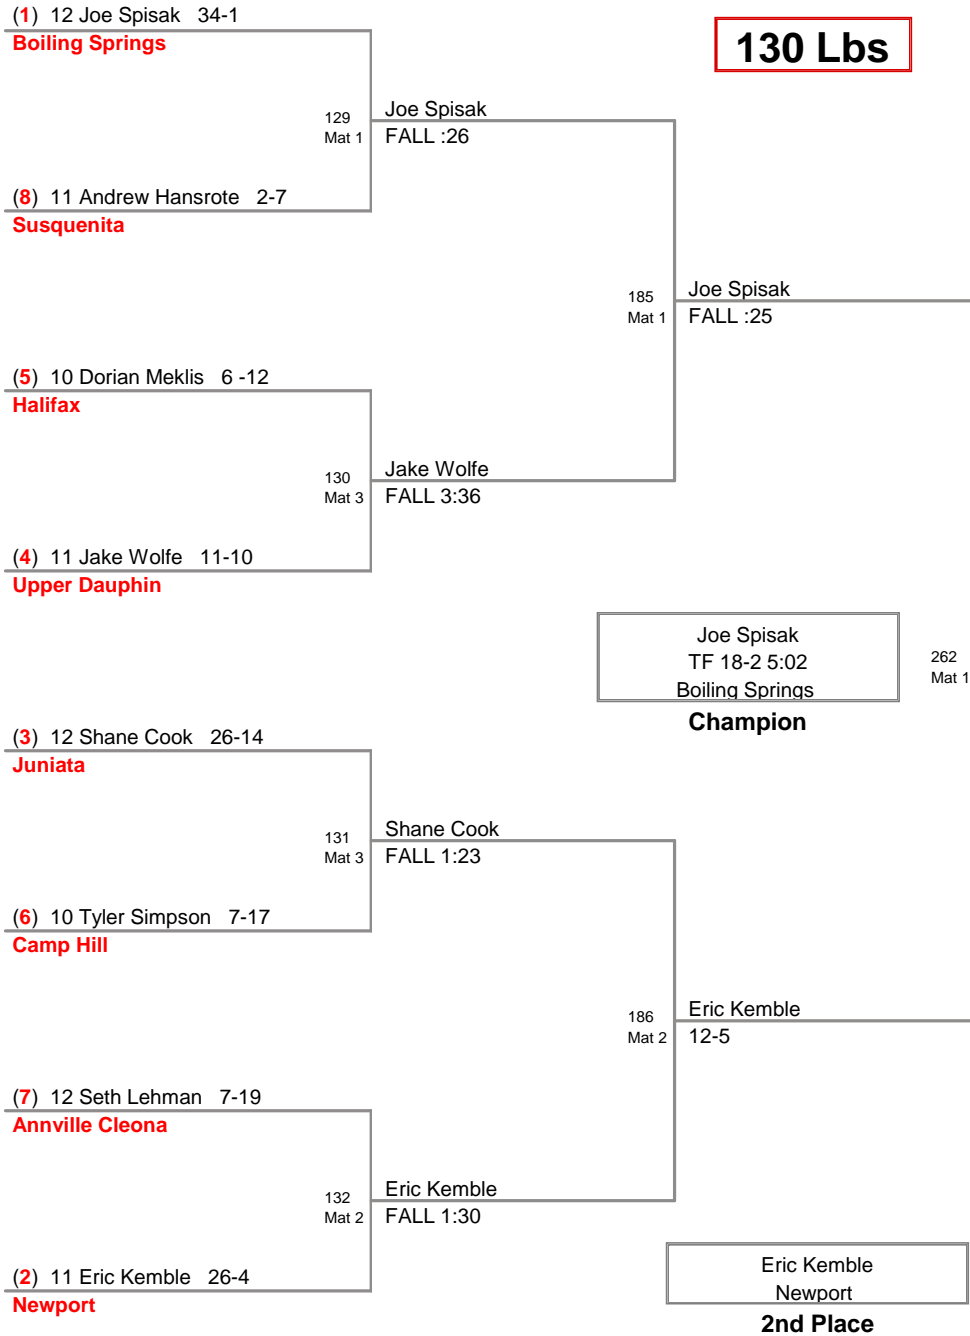 (1) 12 Joe Spisak 34-1
Boiling Springs
130 Lbs
129
Mat 1
Joe Spisak
FALL :26
(8) 11 Andrew Hansrote 2-7
Susquenita
185
Mat 1
Joe Spisak
FALL :25
(5) 10 Dorian Meklis 6 -12
Halifax
130
Mat 3
Jake Wolfe
FALL 3:36
(4) 11 Jake Wolfe 11-10
Upper Dauphin
Joe Spisak
TF 18-2 5:02
Boiling Springs
Champion
262
Mat 1
(3) 12 Shane Cook 26-14
Juniata
131
Mat 3
Shane Cook
FALL 1:23
(6) 10 Tyler Simpson 7-17
Camp Hill
186
Mat 2
Eric Kemble
12-5
(7) 12 Seth Lehman 7-19
Annville Cleona
132
Mat 2
Eric Kemble
FALL 1:30
(2) 11 Eric Kemble 26-4
Newport
Eric Kemble
Newport
2nd Place